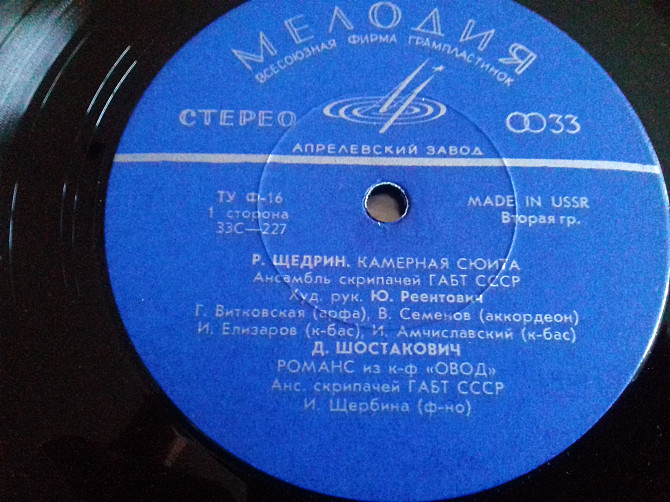 МЕЛОДИЯ
ВСЕСОЮЗНАЯ ФИРМА ГРАМПЛАСТИНОК
СТЕРЕО 33
АПРЕЛЕВСКИЙ ЗАВОД
ТУ Ф-16 MADE IN USSR
1 сторона Вторая гр.
33С—227
Р. ЩЕДРИН. КАМЕРНАЯ СЮИТА
Ансамбль скрипачей ГАБТ СССР
Худ. рук. Ю. Реентович
Г. Витковская (арфа), В. Семенов (аккордеон)
И. Елизаров (к-бас), И. Амчиславский (к-бас)
Д. ШОСТАКОВИЧ
РОМАНС из к-ф «ОВОД»
Анс. скрипачей ГАБТ СССР
И. Щербина (ф-но)